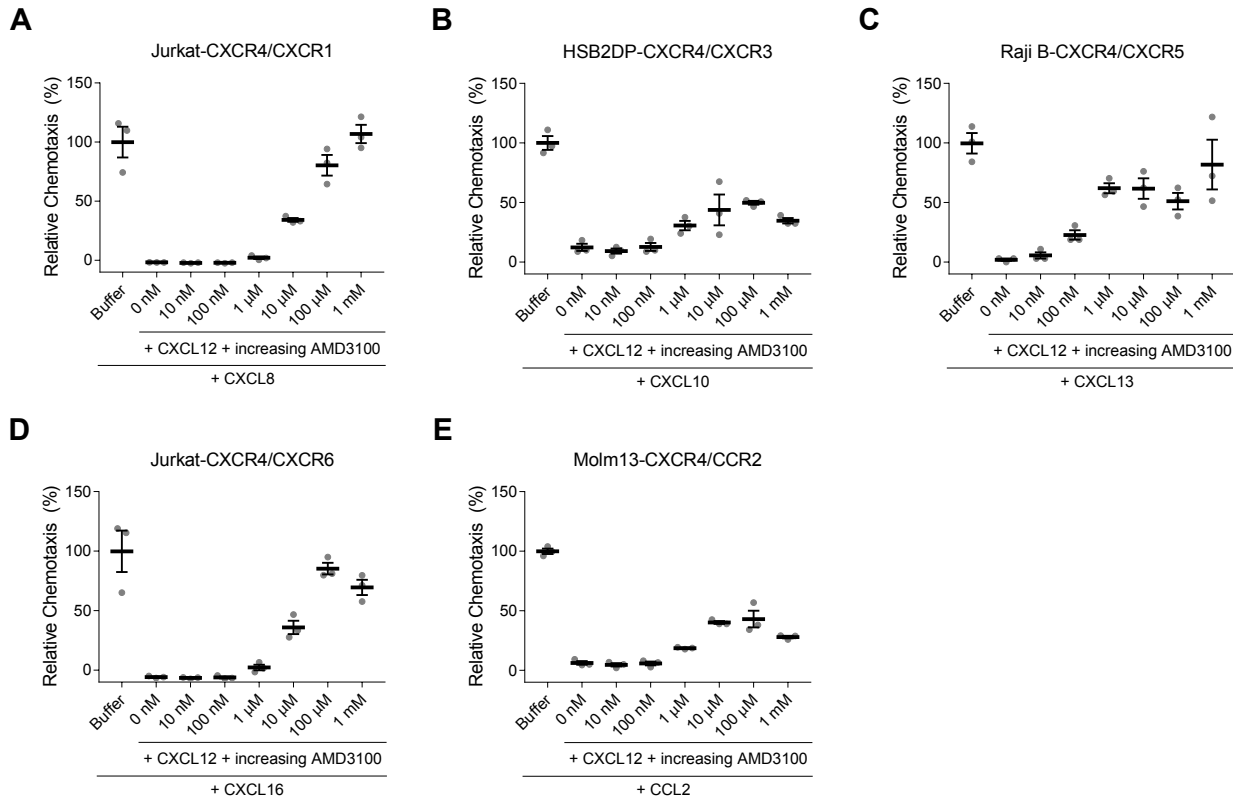 A
Jurkat-CXCR4/CXCR1
Relative Chemotaxis (%)
150
100
50
0
Buffer
0 nM
10 nM
100 nM
1 µM
10 µM
100 µM
1 mM
+ CXCL12 + increasing AMD3100
+ CXCL8
B
HSB2DP-CXCR4/CXCR3
Relative Chemotaxis (%)
150
100
50
0
Buffer
0 nM
10 nM
100 nM
1 µM
10 µM
100 µM
1 mM
+ CXCL12 + increasing AMD3100
+ CXCL10
C
Raji B-CXCR4/CXCR5
Relative Chemotaxis (%)
150
100
50
0
Buffer
0 nM
10 nM
100 nM
1 µM
10 µM
100 µM
1 mM
+ CXCL12 + increasing AMD3100
+ CXCL13
D
Jurkat-CXCR4/CXCR6
Relative Chemotaxis (%)
150
100
50
0
Buffer
0 nM
10 nM
100 nM
1 µM
10 µM
100 µM
1 mM
+ CXCL12 + increasing AMD3100
+ CXCL16
E
Molm13-CXCR4/CCR2
Relative Chemotaxis (%)
150
100
50
0
Buffer
0 nM
10 nM
100 nM
1 µM
10 µM
100 µM
1 mM
+ CXCL12 + increasing AMD3100
+ CCL2